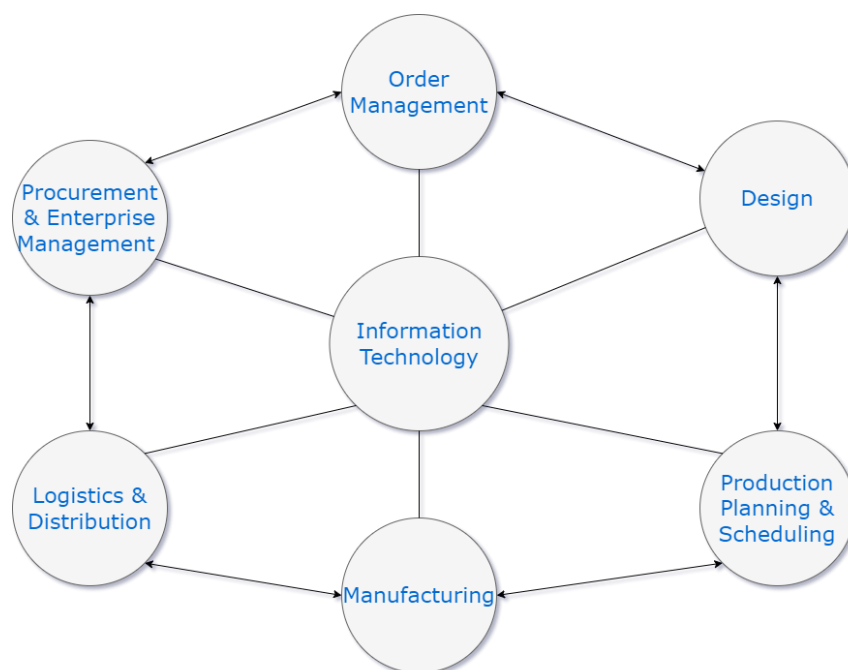 Order
Management
Procurement
& Enterprise
Management
Design
Information
Technology
Logistics &
Distribution
Production
Planning &
Scheduling
Manufacturing